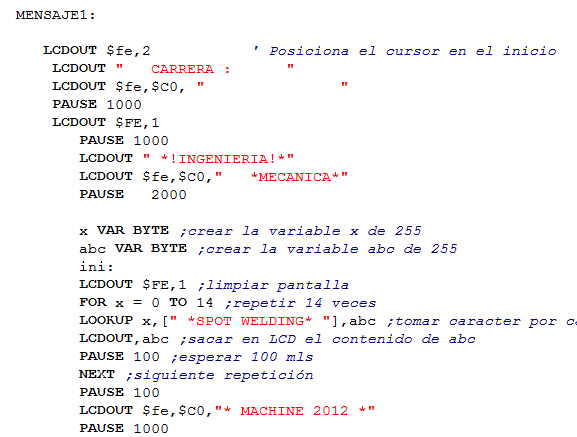 MENSAJE1:
LCDOUT $fe,2 ' Posiciona el cursor en el inicio
LCDOUT "   CARRERA :       "
LCDOUT $fe,$C0, "                 "
PAUSE 1000
LCDOUT $FE,1
PAUSE 1000
LCDOUT " *!INGENIERIA!*"
LCDOUT $fe,$C0,"   *MECANICA*"
PAUSE   2000
x VAR BYTE ;crear la variable x de 255
abc VAR BYTE ;crear la variable abc de 255
ini:
LCDOUT $FE,1 ;limpiar pantalla
FOR x = 0 TO 14 ;repetir 14 veces
LOOKUP x,[" *SPOT WELDING* "],abc ;tomar caracter por
LCDOUT,abc ;sacar en LCD el contenido de abc
PAUSE 100 ;esperar 100 mls
NEXT ;siguiente repetición
PAUSE 100
LCDOUT $fe,$C0,"* MACHINE 2012 *"
PAUSE 1000